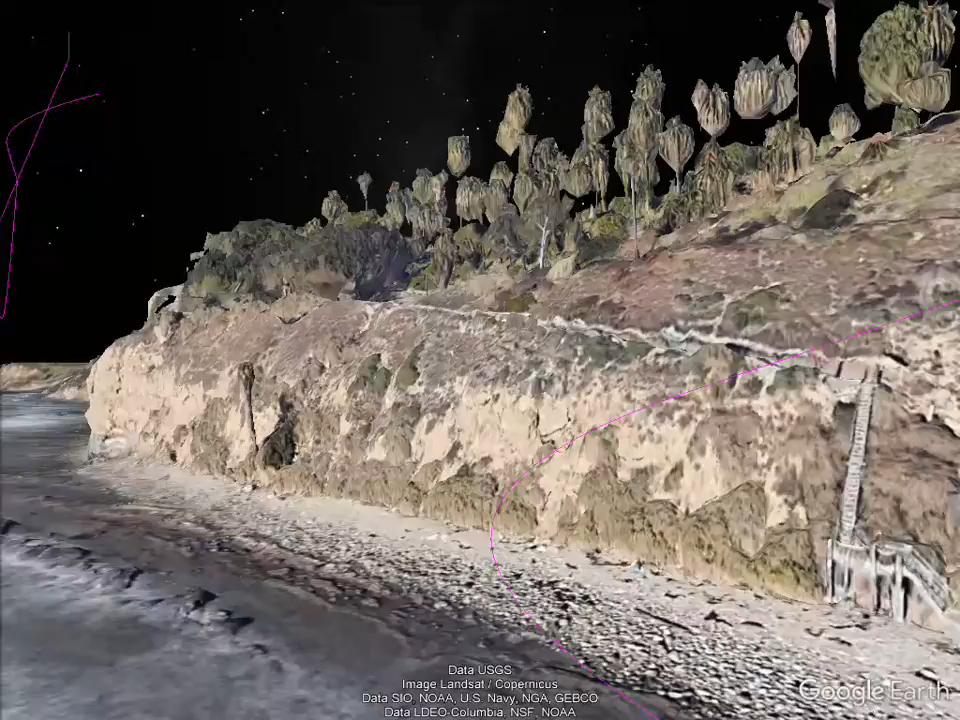 Data USGS
Image Landsat / Copernicus
Data SIO, NOAA, U.S. Navy, NGA, GEBCO
Data LDEO-Columbia, NSF, NOAA
Google Earth